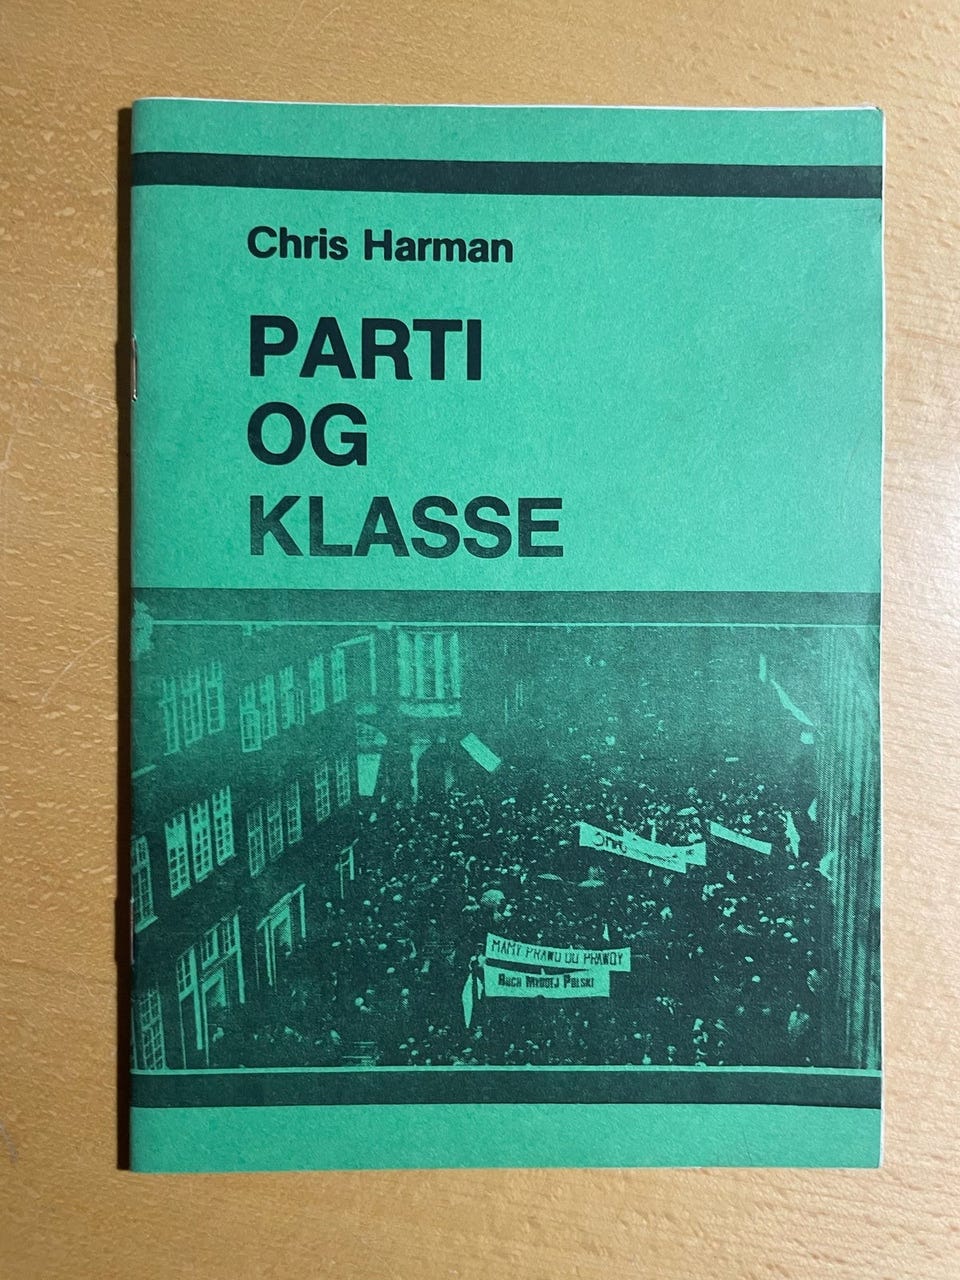 Chris Harman
PARTI
OG
KLASSE
MAMY PRAWO DO PRAWDY
RUCH MŁODEJ POLSKI